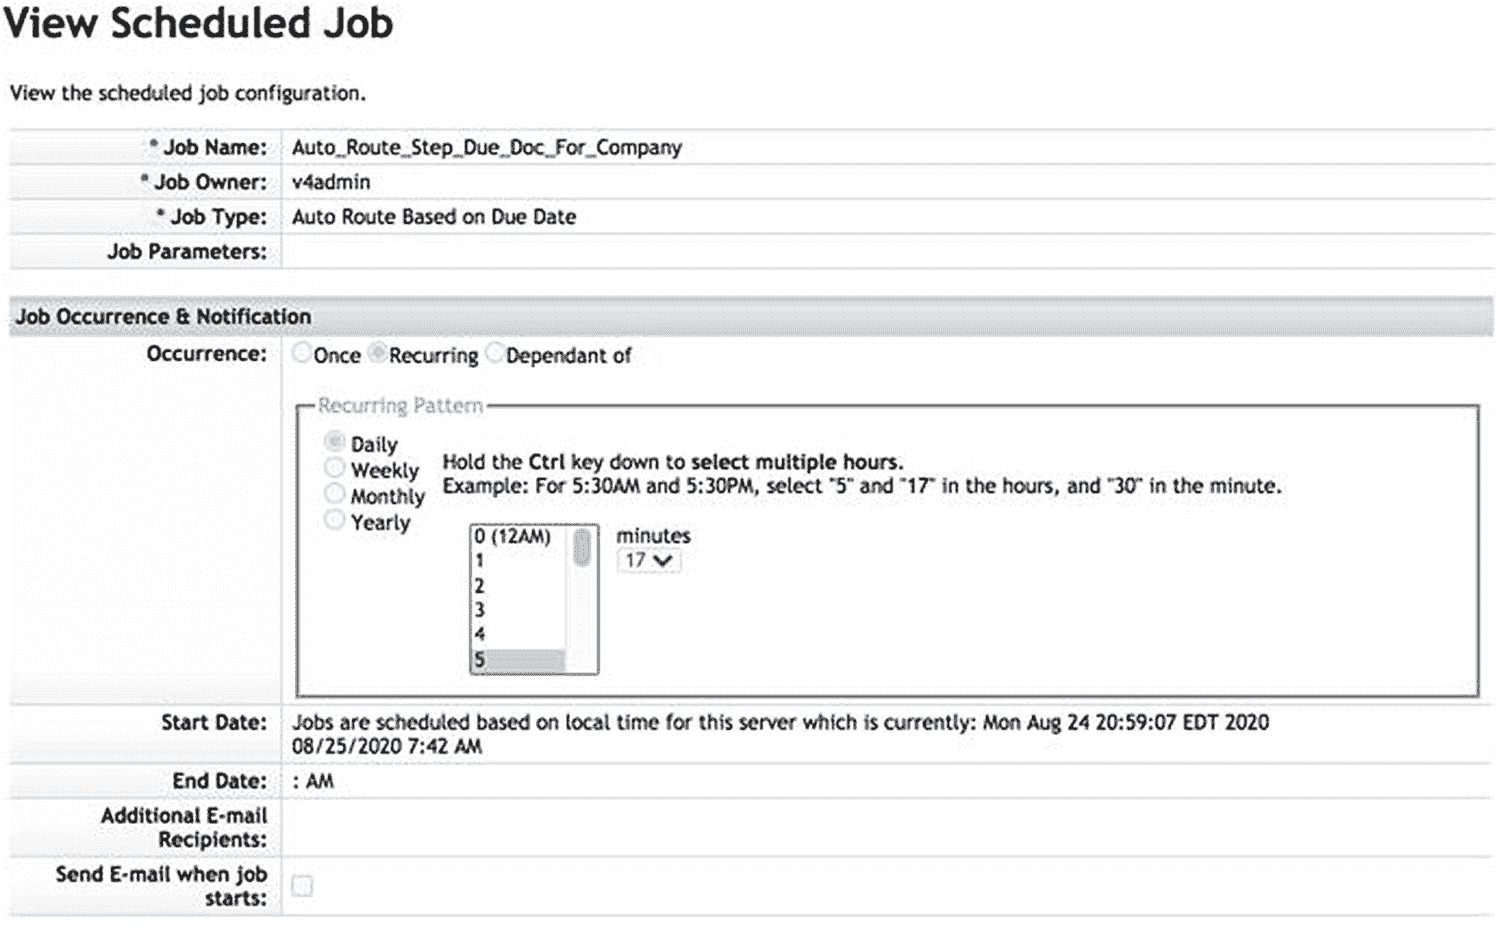 View Scheduled Job
View the scheduled job configuration.
* Job Name: Auto_Route_Step_Due_Doc_For_Company
* Job Owner: v4admin
* Job Type: Auto Route Based on Due Date
Job Parameters:
Job Occurrence & Notification
Occurrence: Once Recurring Dependant of
Recurring Pattern
Daily
Weekly
Monthly
Yearly
Hold the Ctrl key down to select multiple hours.
Example: For 5:30AM and 5:30PM, select "5" and "17" in the hours, and "30" in the minute.
0 (12AM)
1
2
3
4
5
minutes
17
Start Date: Jobs are scheduled based on local time for this server which is currently: Mon Aug 24 20:59:07 EDT 2020
08/25/2020 7:42 AM
End Date: : AM
Additional E-mail
Recipients:
Send E-mail when job
starts: